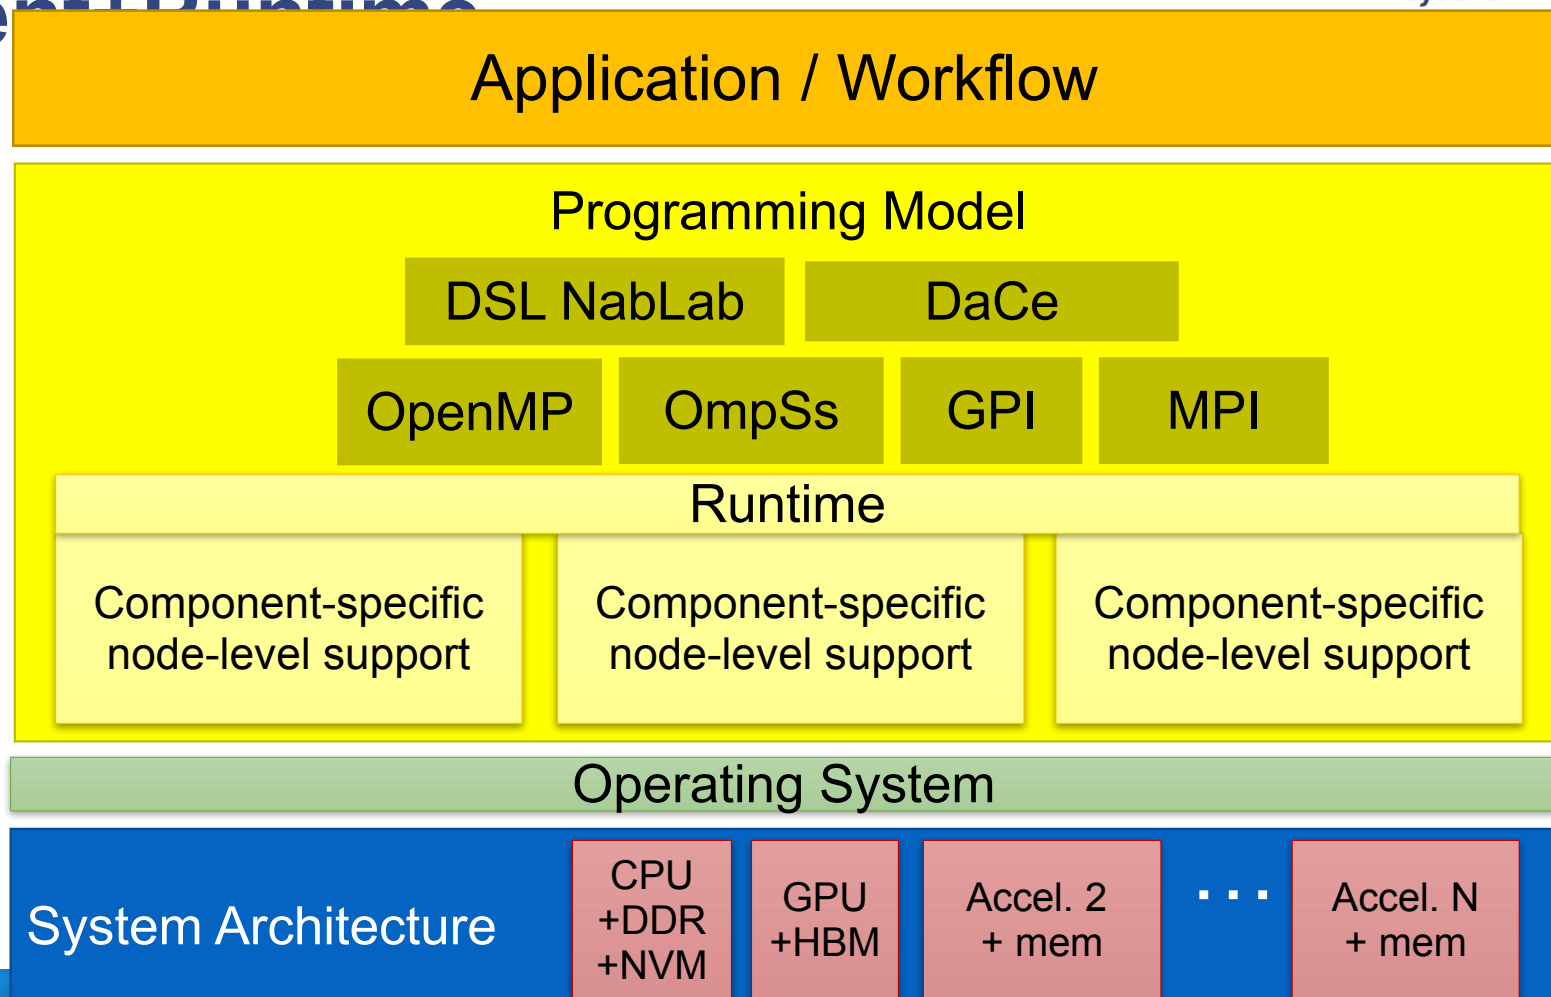 Application / Workflow
Programming Model
DSL NabLab
DaCe
OpenMP
OmpSs
GPI
MPI
Runtime
Component-specific
node-level support
Component-specific
node-level support
Component-specific
node-level support
Operating System
System Architecture
CPU
+DDR
+NVM
GPU
+HBM
Accel. 2
+ mem
...
Accel. N
+ mem